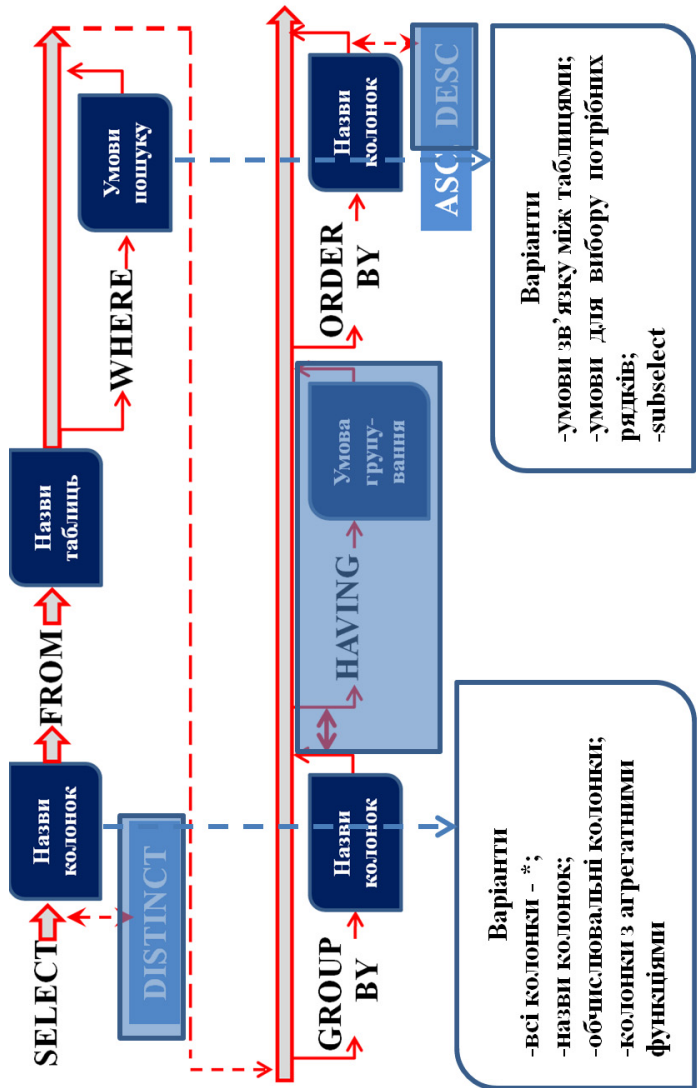 SELECT
Назви
колонок
FROM
Назви
таблиць
WHERE
Умови
пошуку
DISTINCT
GROUP
BY
Назви
колонок
HAVING
Умова
групу-
вання
ORDER
BY
Назви
колонок
ASC DESC
Варіанти
-всі колонки - *;
-назви колонок;
-обчислювальні колонки;
-колонки з агрегатними
функціями
Варіанти
-умови зв’язку між таблицями;
-умови для вибору потрібних
рядків;
-subselect